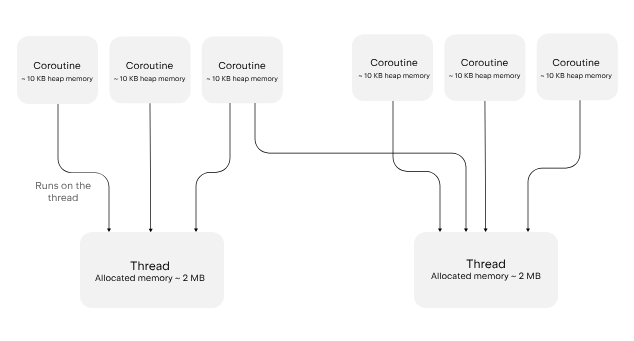 Coroutine
~ 10 KB heap memory
Coroutine
~ 10 KB heap memory
Coroutine
~ 10 KB heap memory
Coroutine
~ 10 KB heap memory
Coroutine
~ 10 KB heap memory
Coroutine
~ 10 KB heap memory
Runs on the
thread
Thread
Allocated memory ~ 2 MB
Thread
Allocated memory ~ 2 MB